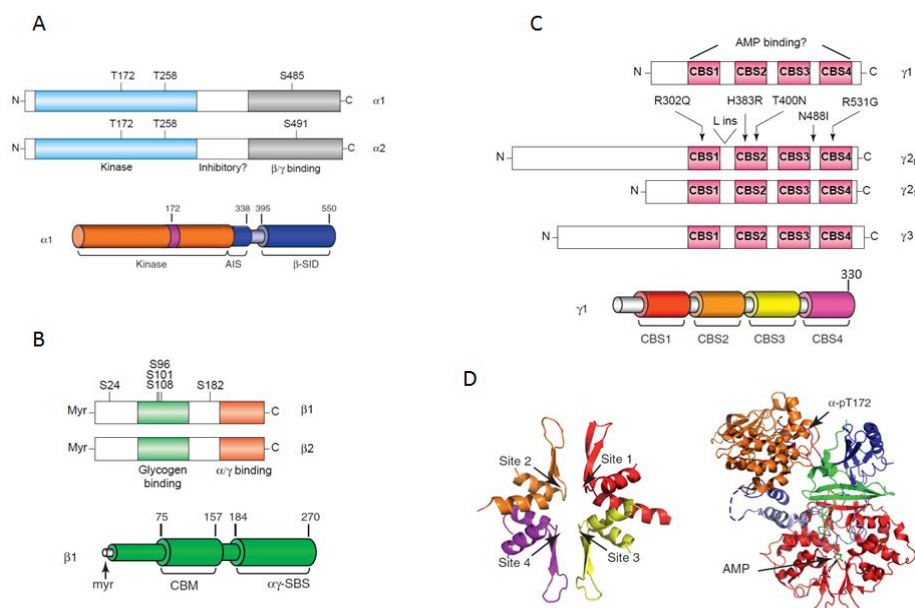 A
T172 T258 S485
N C α1
T172 T258 S491
N C α2
Kinase Inhibitory? β/γ binding
172 338 395 550
α1
Kinase AIS β-SID
B
S96
S101
S24 S108 S182
Myr C β1
Myr C β2
Glycogen binding α/γ binding
75 157 184 270
β1
myr CBM αγ-SBS
C
AMP binding?
N CBS1 CBS2 CBS3 CBS4 C γ1
R302Q L ins H383R T400N N488I R531G
N CBS1 CBS2 CBS3 CBS4 C
N CBS1 CBS2 CBS3 CBS4 C
N CBS1 CBS2 CBS3 CBS4 C γ3
330
γ1
CBS1 CBS2 CBS3 CBS4
D
Site 2 Site 1
Site 4 Site 3
α-pT172
AMP